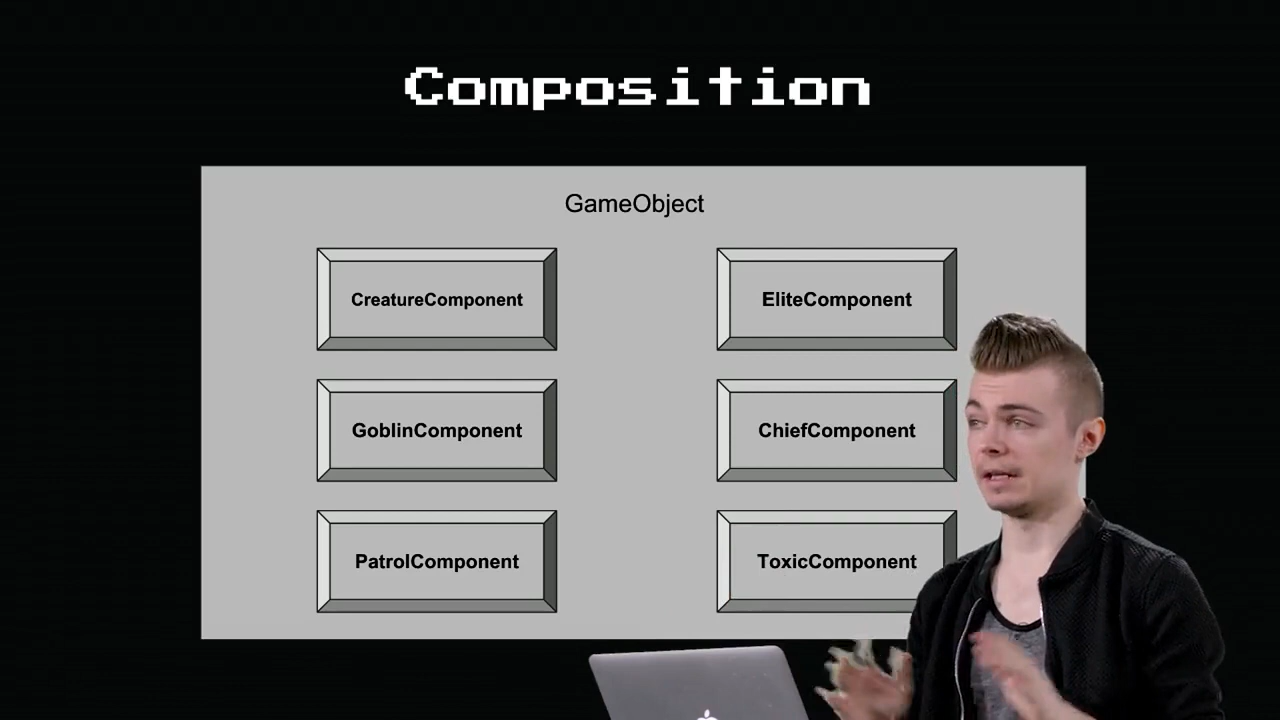 Composition
GameObject
CreatureComponent
EliteComponent
GoblinComponent
ChiefComponent
PatrolComponent
ToxicComponent